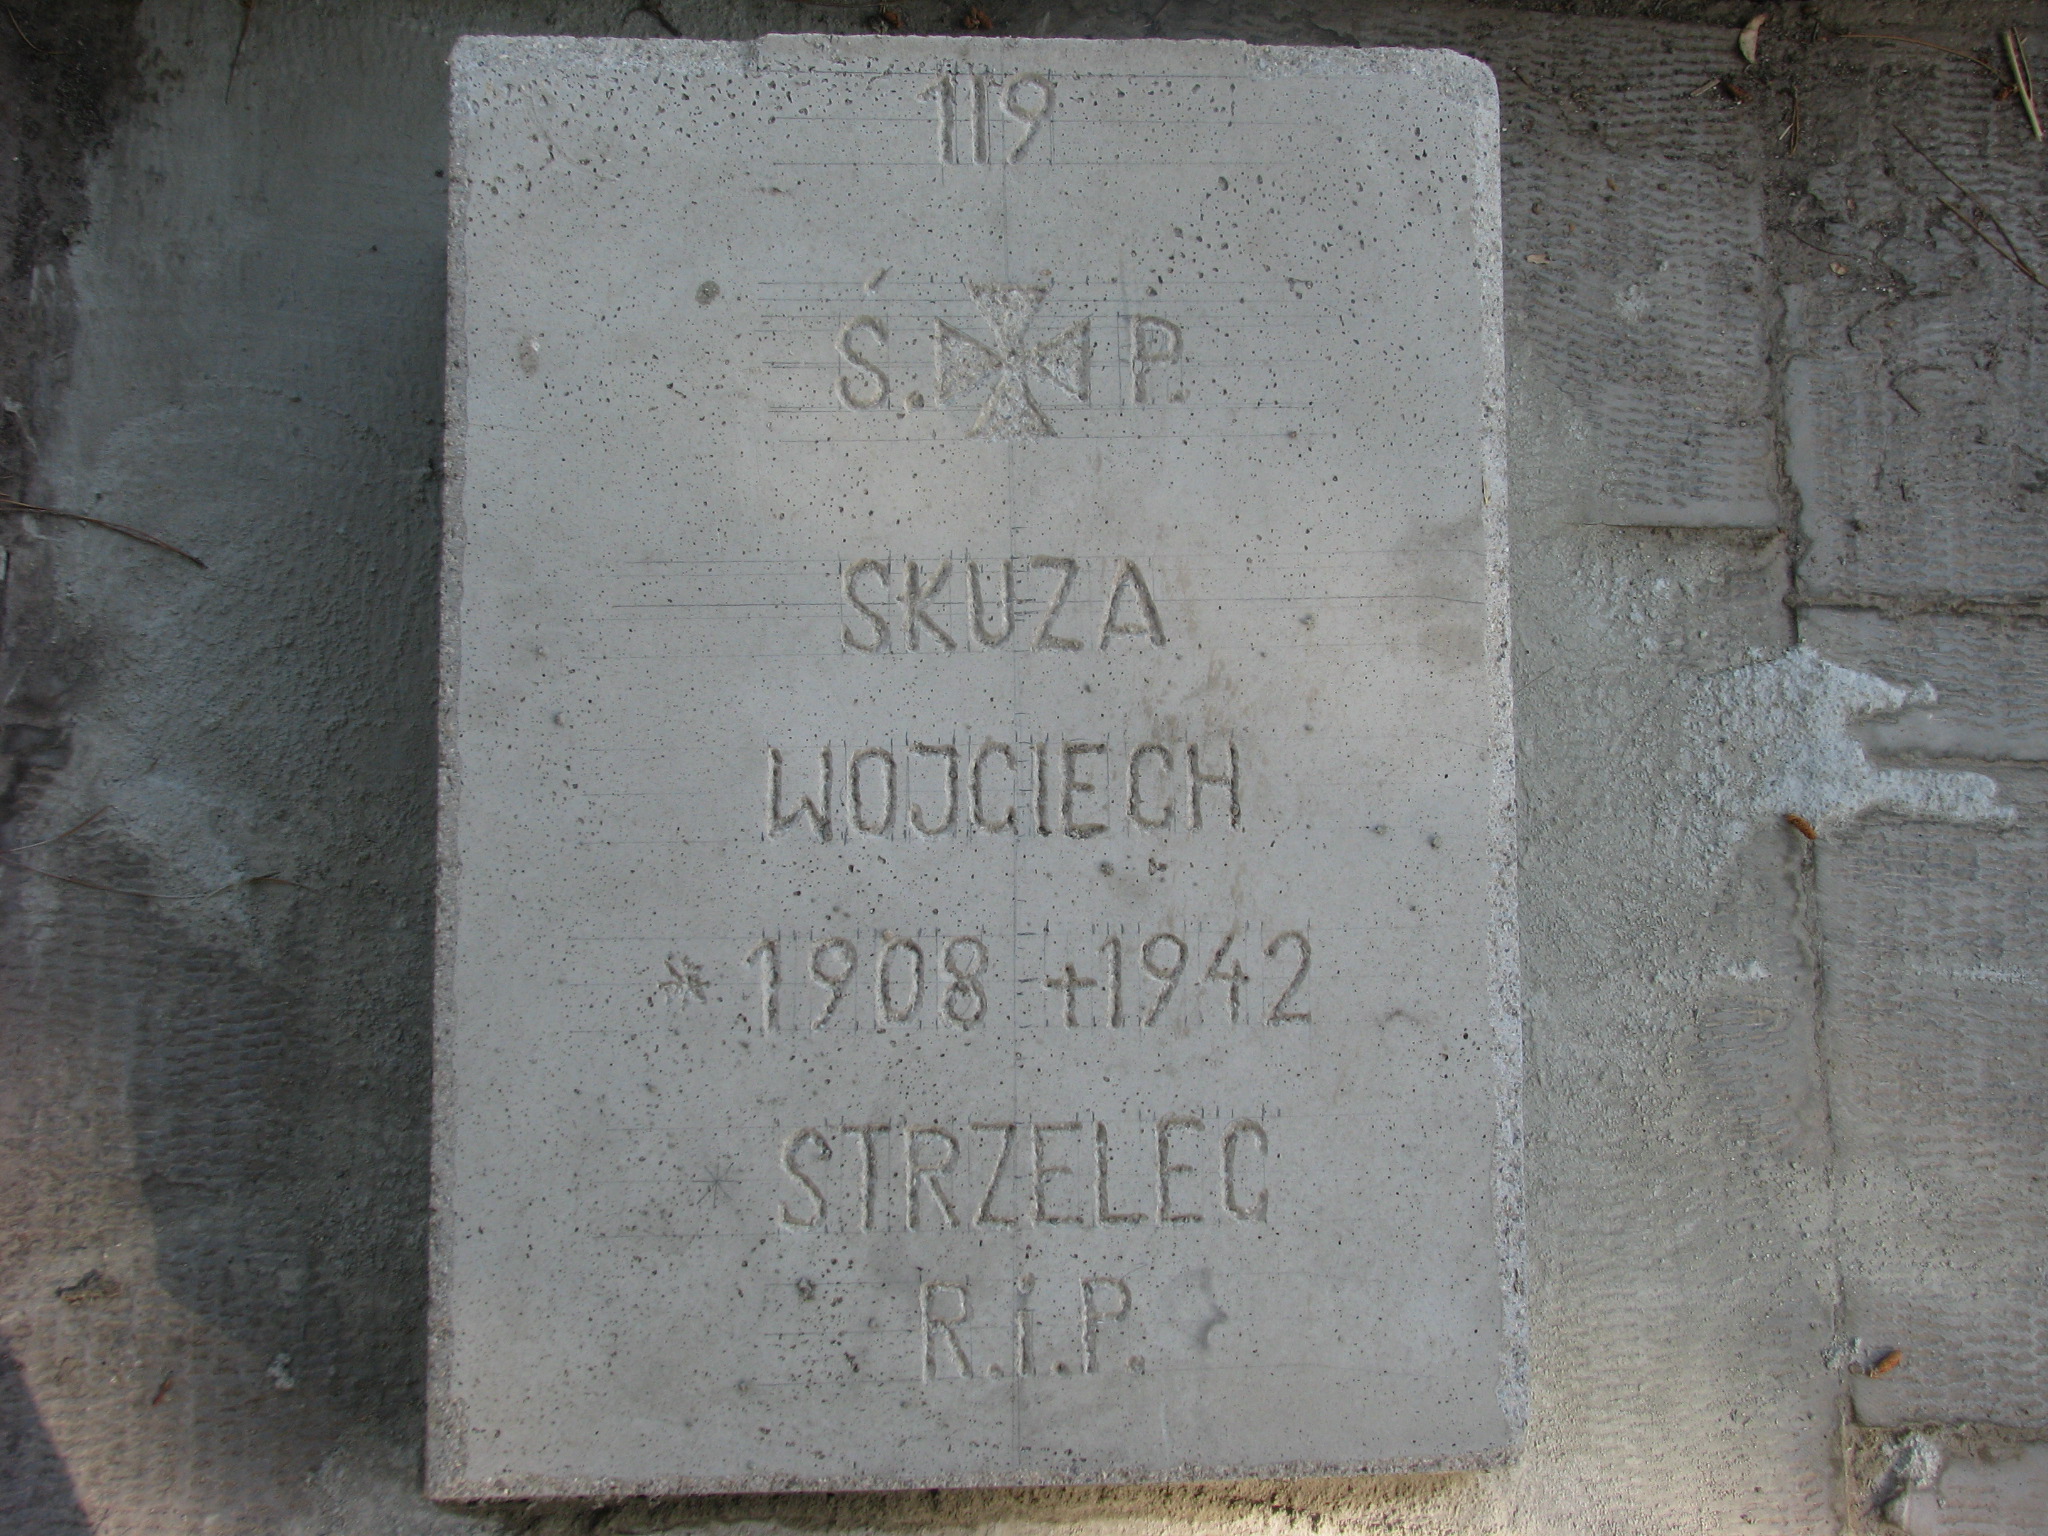 119
Ś. P.
SKUZA
WOJCIECH
* 1908 +1942
STRZELEC
R.i.P.